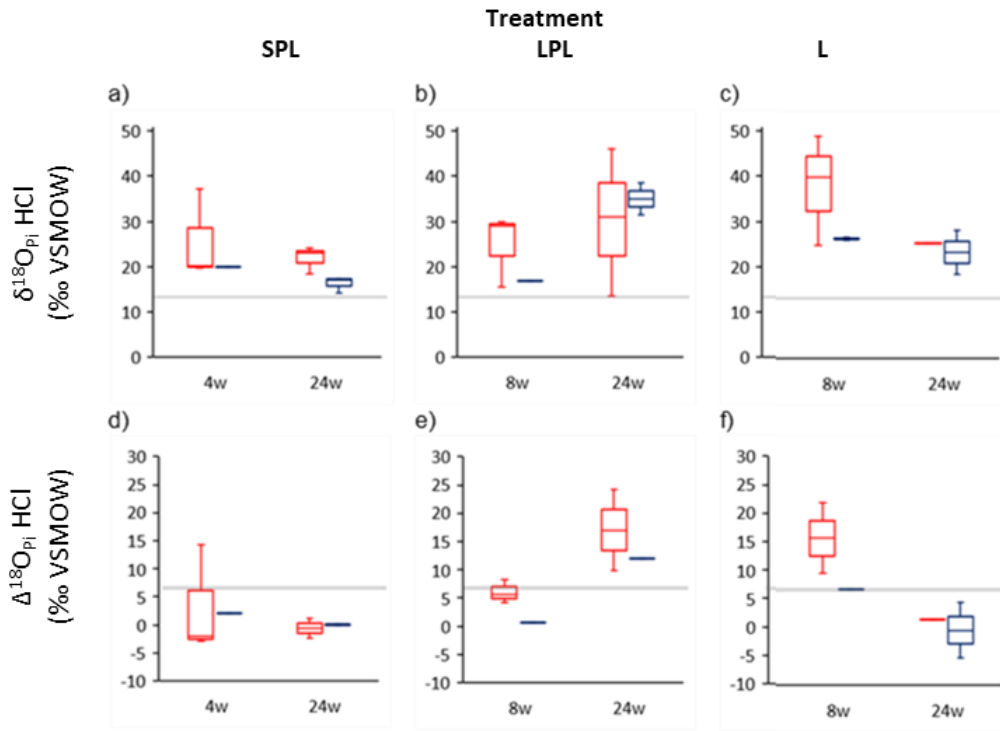 Treatment
SPL LPL L
a) b) c)
δ¹⁸O_Pi HCl
(‰ VSMOW)
50 50 50
40 40 40
30 30 30
20 20 20
10 10 10
0 0 0
4w 24w 8w 24w 8w 24w
d) e) f)
Δ¹⁸O_Pi HCl
(‰ VSMOW)
30 30 30
25 25 25
20 20 20
15 15 15
10 10 10
5 5 5
0 0 0
-5 -5 -5
-10 -10 -10
4w 24w 8w 24w 8w 24w